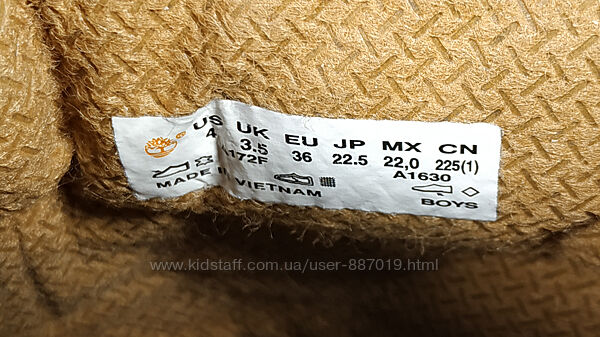 US UK EU JP MX CN
4 3.5 36 22.5 22,0 225(1)
A172F A1630
MADE IN VIETNAM BOYS
www.kidstaff.com.ua/user-887019.html